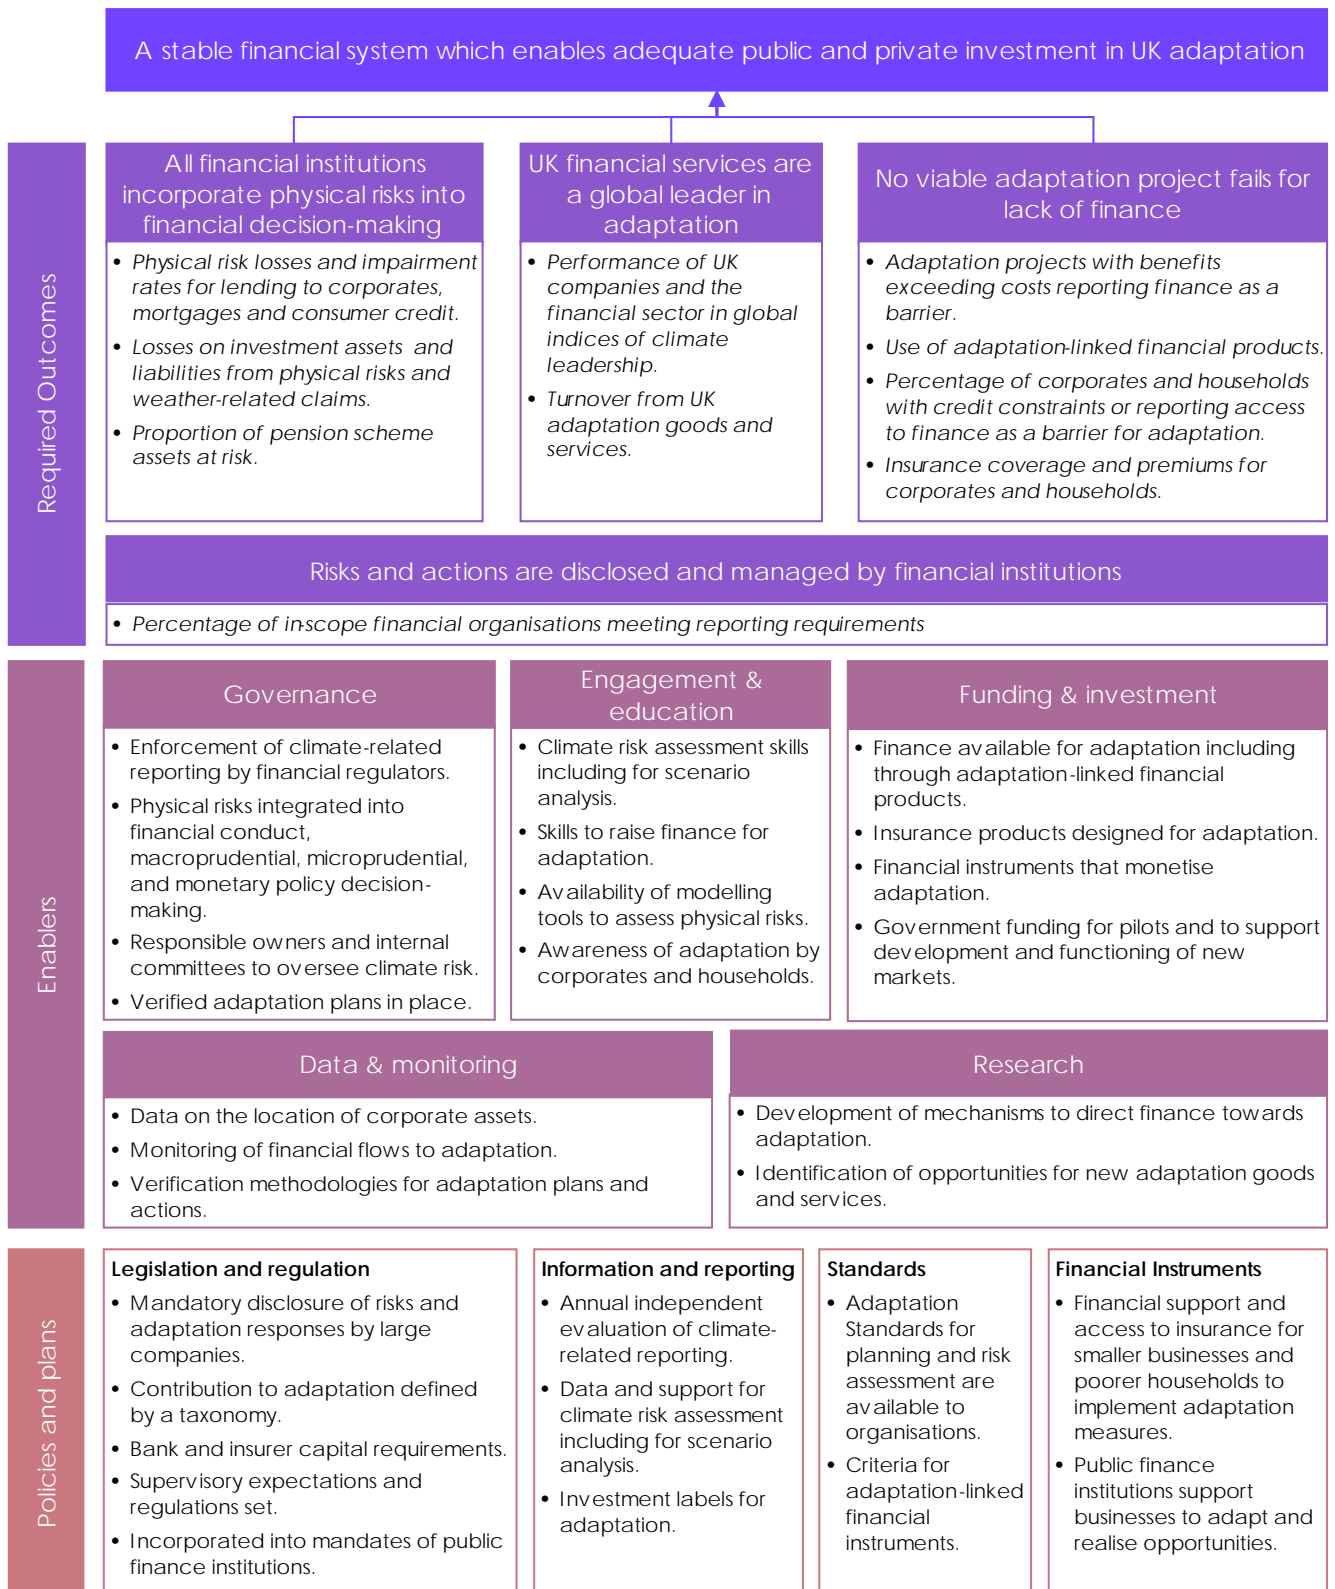 A stable financial system which enables adequate public and private investment in UK adaptation
Required Outcomes
All financial institutions
incorporate physical risks into
financial decision-making
• Physical risk losses and impairment
rates for lending to corporates,
mortgages and consumer credit.
• Losses on investment assets and
liabilities from physical risks and
weather-related claims.
• Proportion of pension scheme
assets at risk.
UK financial services are
a global leader in
adaptation
• Performance of UK
companies and the
financial sector in global
indices of climate
leadership.
• Turnover from UK
adaptation goods and
services.
No viable adaptation project fails for
lack of finance
• Adaptation projects with benefits
exceeding costs reporting finance as a
barrier.
• Use of adaptation-linked financial products.
• Percentage of corporates and households
with credit constraints or reporting access
to finance as a barrier for adaptation.
• Insurance coverage and premiums for
corporates and households.
Risks and actions are disclosed and managed by financial institutions
• Percentage of in-scope financial organisations meeting reporting requirements
Enablers
Governance
• Enforcement of climate-related
reporting by financial regulators.
• Physical risks integrated into
financial conduct,
macroprudential, microprudential,
and monetary policy decision-
making.
• Responsible owners and internal
committees to oversee climate risk.
• Verified adaptation plans in place.
Engagement &
education
• Climate risk assessment skills
including for scenario
analysis.
• Skills to raise finance for
adaptation.
• Availability of modelling
tools to assess physical risks.
• Awareness of adaptation by
corporates and households.
Funding & investment
• Finance available for adaptation including
through adaptation-linked financial
products.
• Insurance products designed for adaptation.
• Financial instruments that monetise
adaptation.
• Government funding for pilots and to support
development and functioning of new
markets.
Data & monitoring
• Data on the location of corporate assets.
• Monitoring of financial flows to adaptation.
• Verification methodologies for adaptation plans and
actions.
Research
• Development of mechanisms to direct finance towards
adaptation.
• Identification of opportunities for new adaptation goods
and services.
Policies and plans
Legislation and regulation
• Mandatory disclosure of risks and
adaptation responses by large
companies.
• Contribution to adaptation defined
by a taxonomy.
• Bank and insurer capital requirements.
• Supervisory expectations and
regulations set.
• Incorporated into mandates of public
finance institutions.
Information and reporting
• Annual independent
evaluation of climate-
related reporting.
• Data and support for
climate risk assessment
including for scenario
analysis.
• Investment labels for
adaptation.
Standards
• Adaptation
Standards for
planning and risk
assessment are
available to
organisations.
• Criteria for
adaptation-linked
financial
instruments.
Financial Instruments
• Financial support and
access to insurance for
smaller businesses and
poorer households to
implement adaptation
measures.
• Public finance
institutions support
businesses to adapt and
realise opportunities.